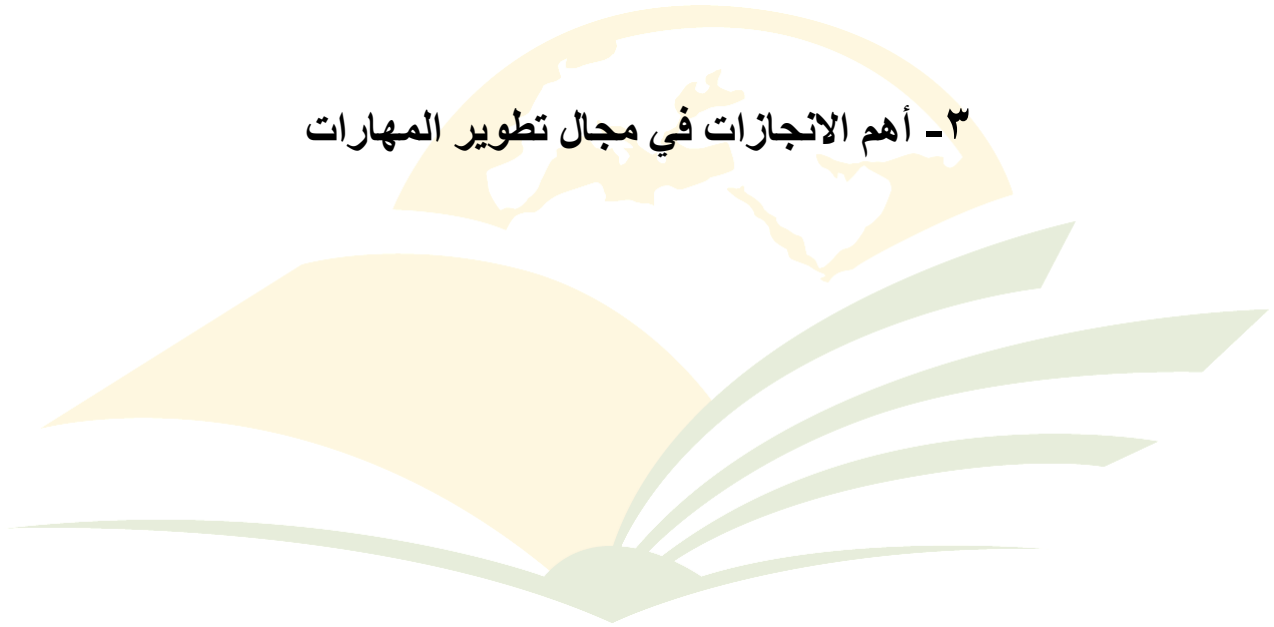 ٣- أهم الانجازات في مجال تطوير المهارات